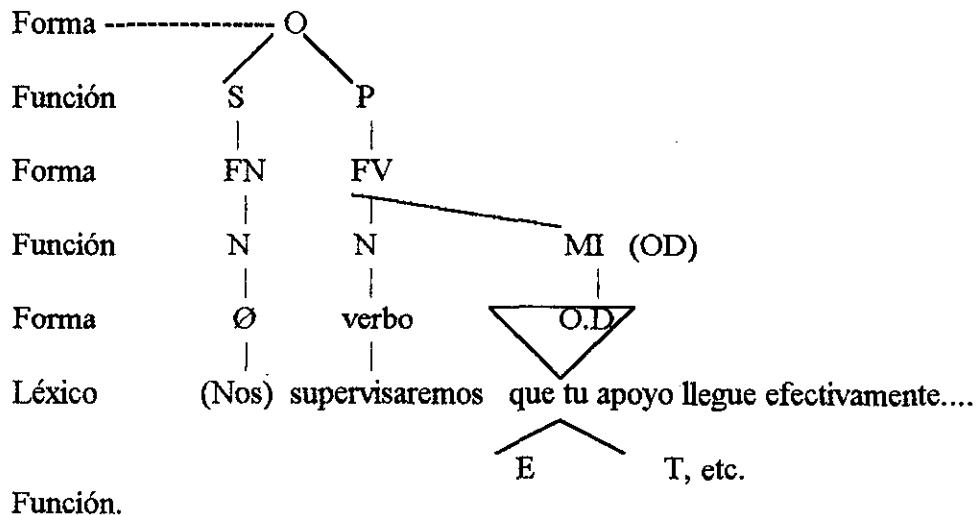 Forma O
Función S P
Forma FN FV
Función N N MI (OD)
Forma Ø verbo O.D
Léxico (Nos) supervisaremos que tu apoyo llegue efectivamente....
E T, etc.
Función.